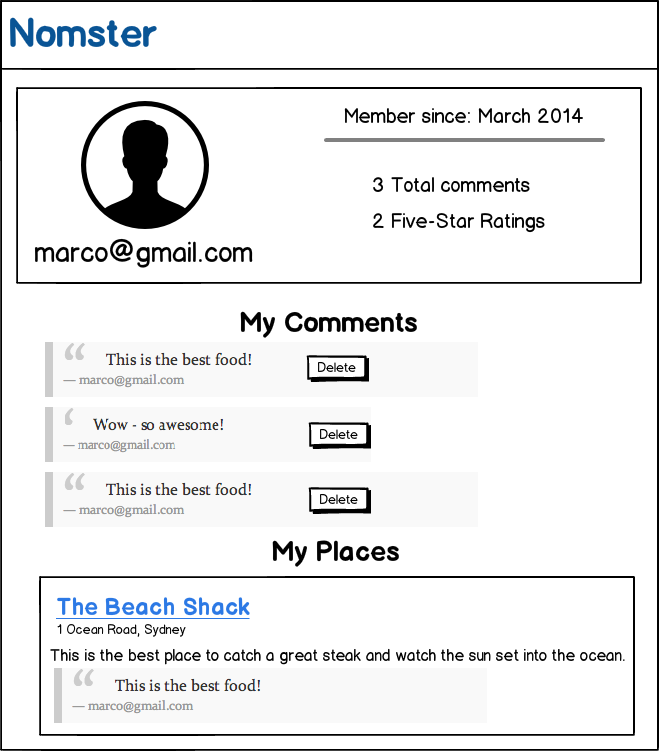 Nomster
Member since: March 2014
3 Total comments
2 Five-Star Ratings
marco@gmail.com
My Comments
“ This is the best food!
Delete
— marco@gmail.com
‘ Wow - so awesome!
Delete
— marco@gmail.com
“ This is the best food!
Delete
— marco@gmail.com
My Places
The Beach Shack
1 Ocean Road, Sydney
This is the best place to catch a great steak and watch the sun set into the ocean.
“ This is the best food!
— marco@gmail.com